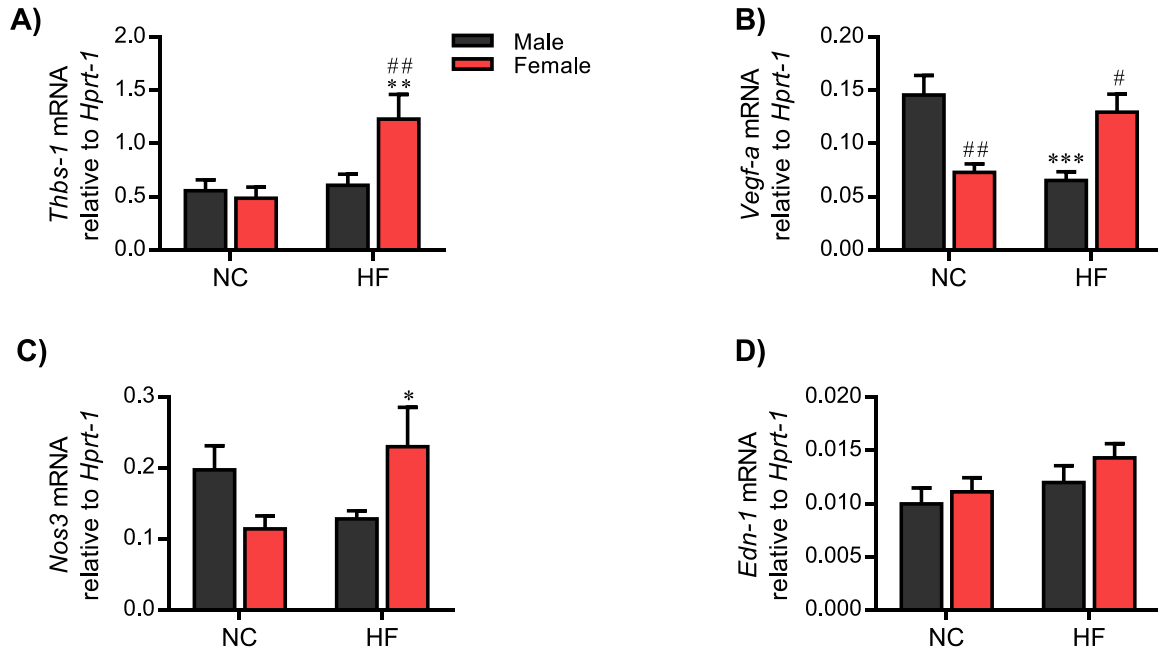 A)
Thbs-1 mRNA
relative to Hprt-1
2.0
1.5
1.0
0.5
0.0
##
**
NC
HF
Male
Female
B)
Vegf-a mRNA
relative to Hprt-1
0.20
0.15
0.10
0.05
0.00
##
***
#
NC
HF
C)
Nos3 mRNA
relative to Hprt-1
0.3
0.2
0.1
0.0
*
NC
HF
D)
Edn-1 mRNA
relative to Hprt-1
0.020
0.015
0.010
0.005
0.000
NC
HF